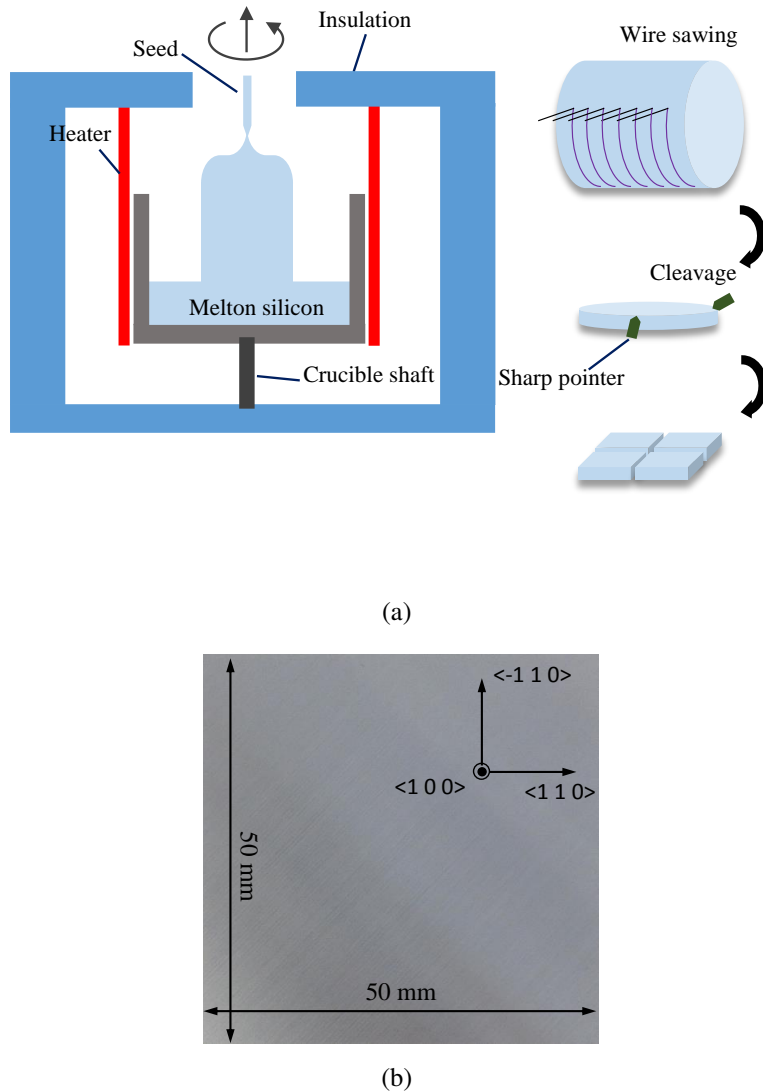 Insulation
Seed
Wire sawing
Heater
Cleavage
Melton silicon
Crucible shaft
Sharp pointer
(a)
<-1 1 0>
<1 0 0>
<1 1 0>
50 mm
50 mm
(b)